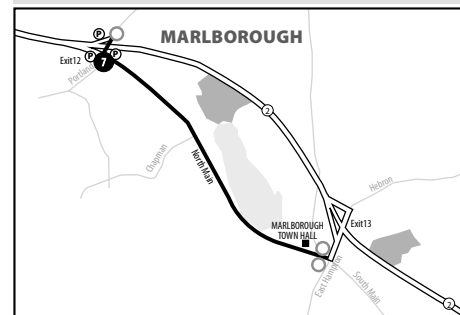 MARLBOROUGH
P
Exit12
P
7
Portland
2
Chapman
North Main
Hebron
MARLBOROUGH
TOWN HALL
Exit13
East Hampton
South Main
2